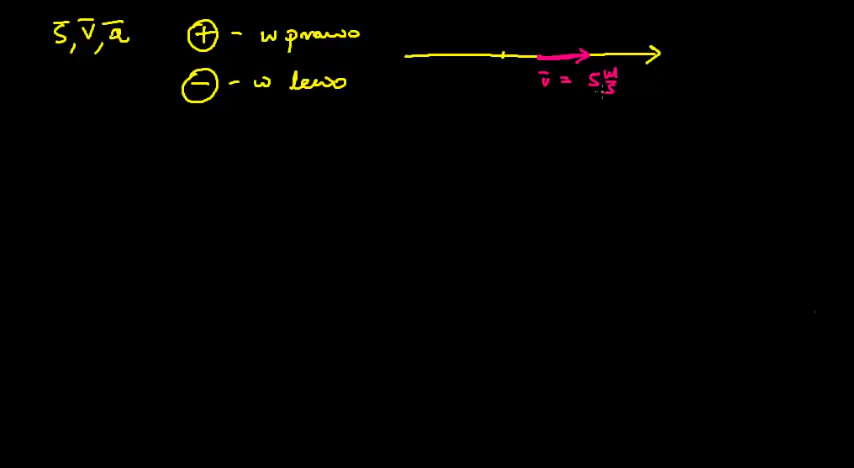 s̄, v̄, ā ⊕ - w prawo
⊖ - w lewo
v̄ = 5 m/s